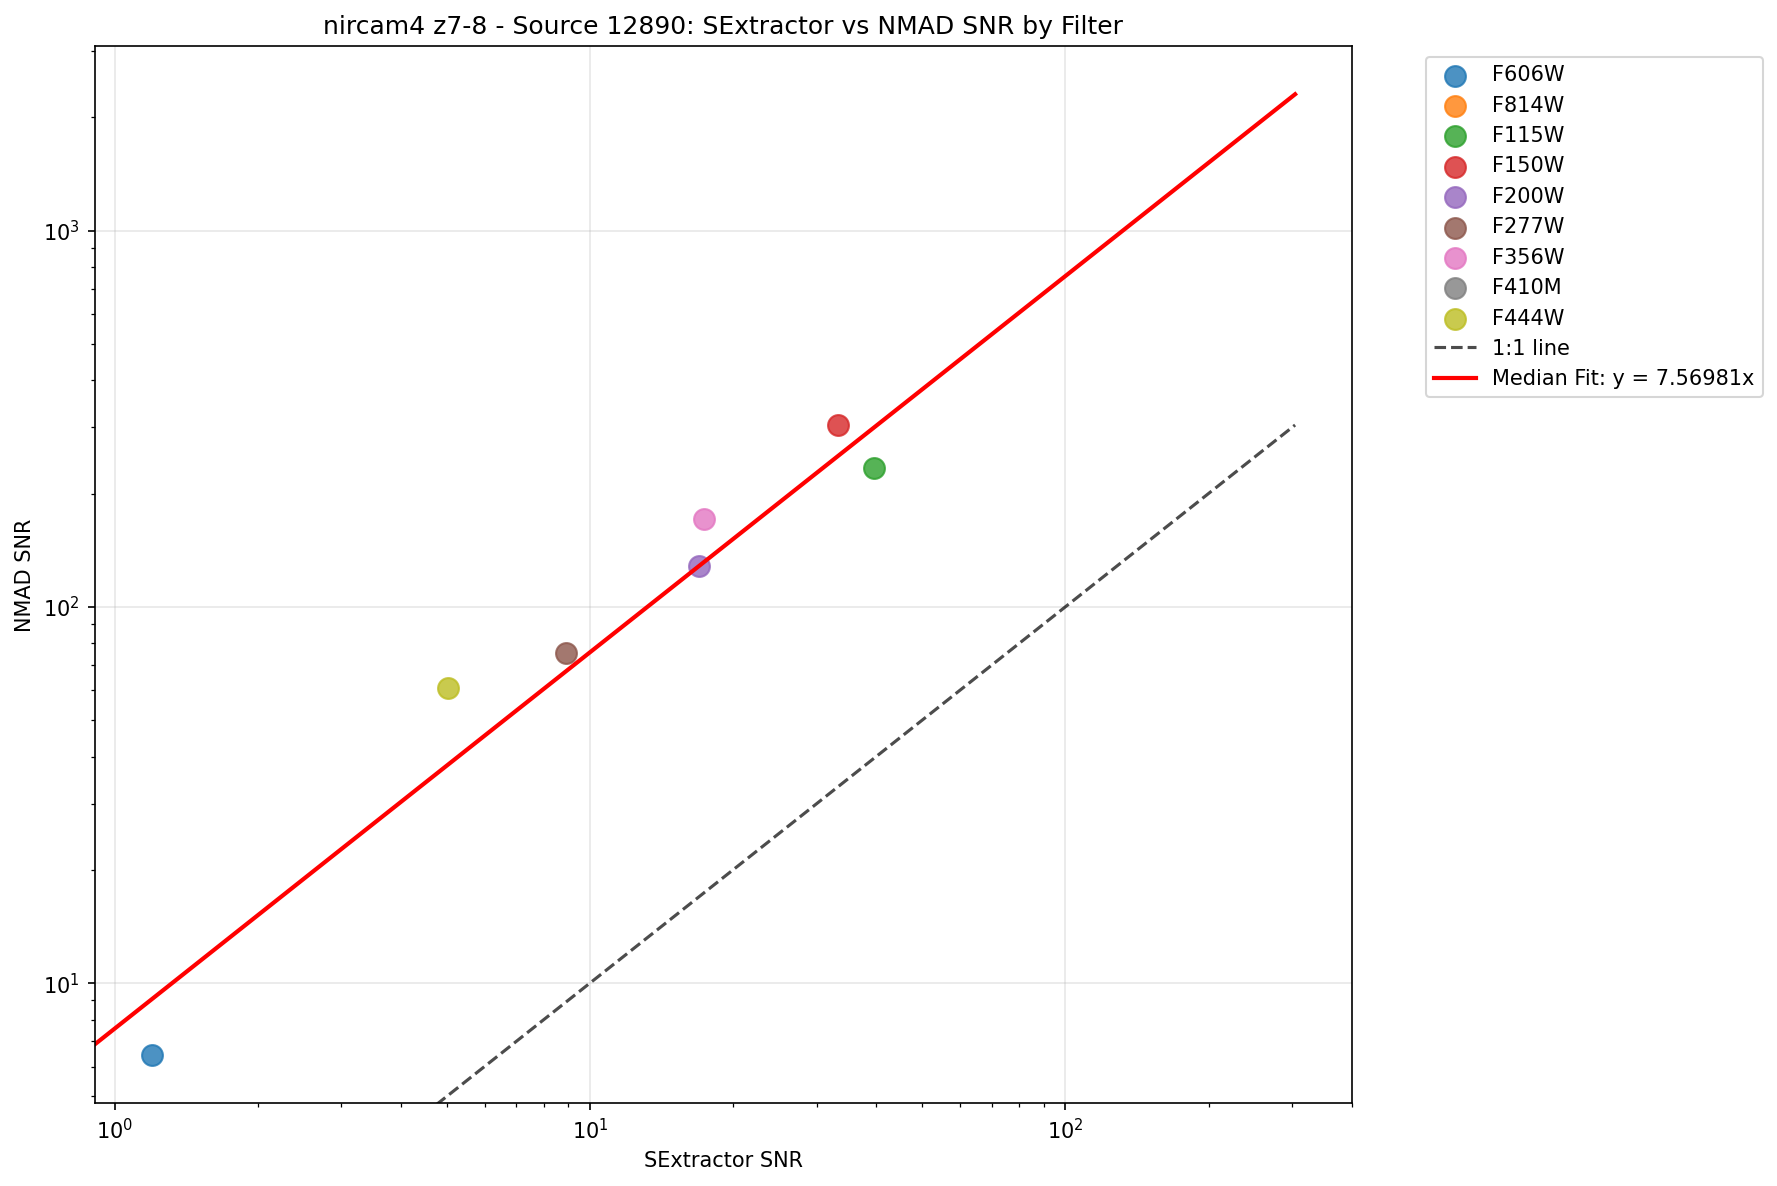 nircam4 z7-8 - Source 12890: SExtractor vs NMAD SNR by Filter
F606W
F814W
F115W
F150W
F200W
F277W
F356W
F410M
F444W
1:1 line
Median Fit: y = 7.56981x
NMAD SNR
10³
10²
10¹
10⁰
10¹
10²
SExtractor SNR